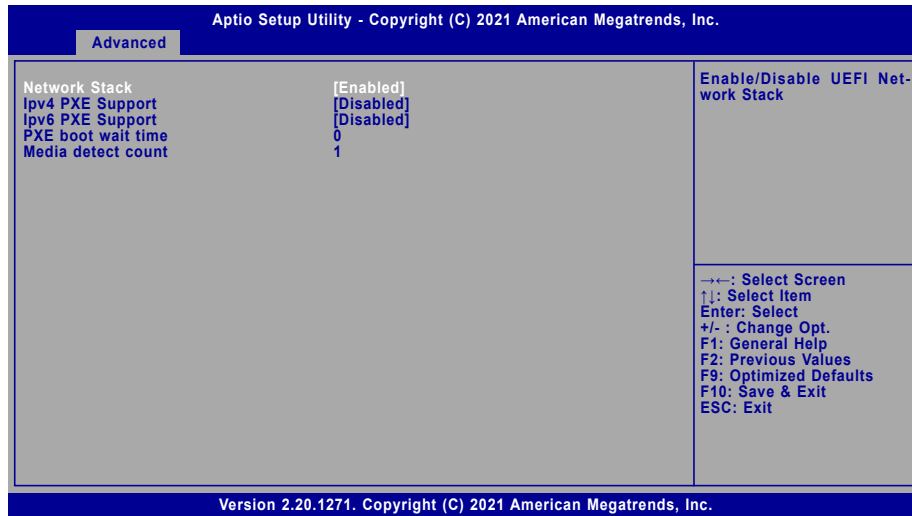 Aptio Setup Utility - Copyright (C) 2021 American Megatrends, Inc.
Advanced
Network Stack [Enabled]
Ipv4 PXE Support [Disabled]
Ipv6 PXE Support [Disabled]
PXE boot wait time 0
Media detect count 1
Enable/Disable UEFI Net-
work Stack
→←: Select Screen
↑↓: Select Item
Enter: Select
+/- : Change Opt.
F1: General Help
F2: Previous Values
F9: Optimized Defaults
F10: Save & Exit
ESC: Exit
Version 2.20.1271. Copyright (C) 2021 American Megatrends, Inc.